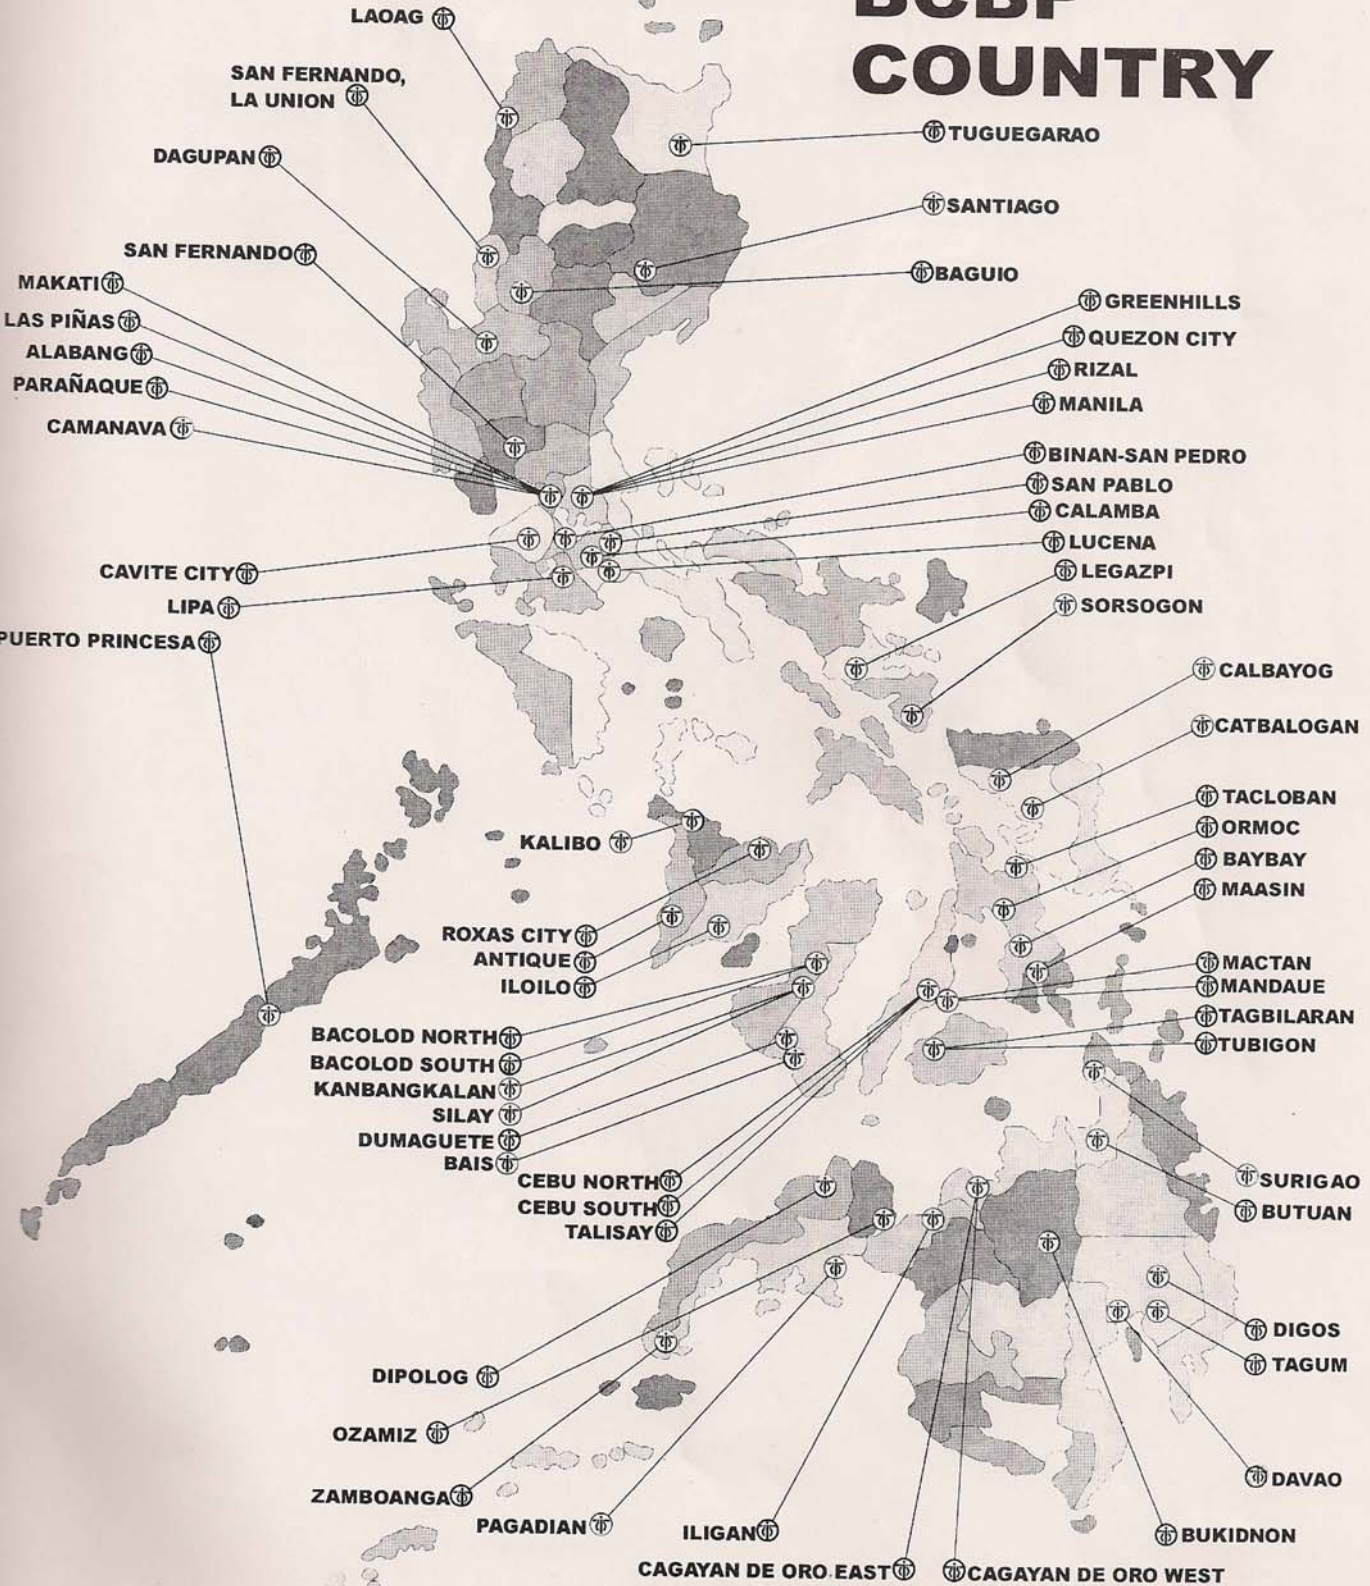 BCBP
COUNTRY
LAOAG
SAN FERNANDO,
LA UNION
DAGUPAN
SAN FERNANDO
MAKATI
LAS PIÑAS
ALABANG
PARAÑAQUE
CAMANAVA
CAVITE CITY
LIPA
PUERTO PRINCESA
TUGUEGARAO
SANTIAGO
BAGUIO
GREENHILLS
QUEZON CITY
RIZAL
MANILA
BINAN-SAN PEDRO
SAN PABLO
CALAMBA
LUCENA
LEGAZPI
SORSOGON
CALBAYOG
CATBALOGAN
TACLOBAN
ORMOC
BAYBAY
MAASIN
MACTAN
MANDAUE
TAGBILARAN
TUBIGON
KALIBO
ROXAS CITY
ANTIQUE
ILOILO
BACOLOD NORTH
BACOLOD SOUTH
KANBANGKALAN
SILAY
DUMAGUETE
BAIS
CEBU NORTH
CEBU SOUTH
TALISAY
SURIGAO
BUTUAN
DIGOS
TAGUM
DAVAO
BUKIDNON
DIPOLOG
OZAMIZ
ZAMBOANGA
PAGADIAN
ILIGAN
CAGAYAN DE ORO EAST
CAGAYAN DE ORO WEST